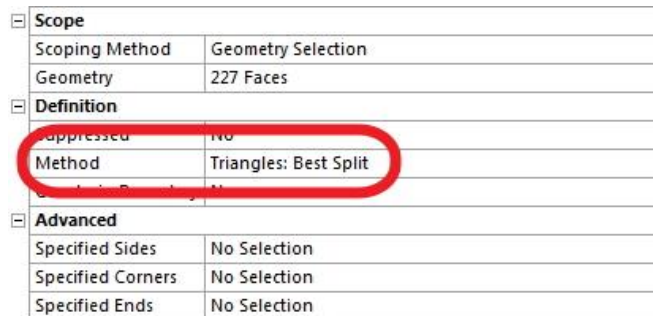 Scope
Scoping Method Geometry Selection
Geometry 227 Faces
Definition
Suppressed No
Method Triangles: Best Split
Advanced
Specified Sides No Selection
Specified Corners No Selection
Specified Ends No Selection